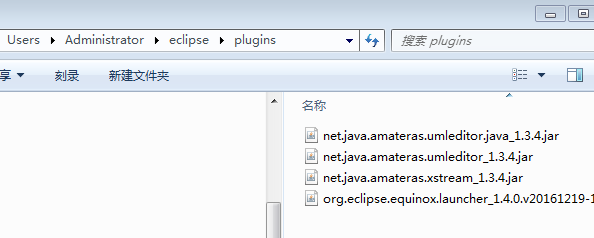 Users Administrator eclipse plugins 搜索 plugins
享 刻录 新建文件夹
名称
net.java.amateras.umleditor.java_1.3.4.jar
net.java.amateras.umleditor_1.3.4.jar
net.java.amateras.xstream_1.3.4.jar
org.eclipse.equinox.launcher_1.4.0.v20161219-1